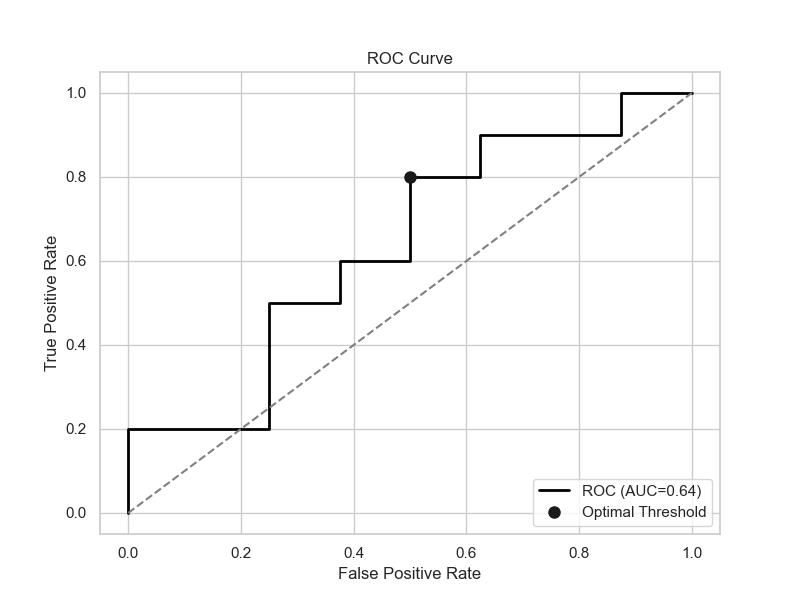 ROC Curve
True Positive Rate
1.0
0.8
0.6
0.4
0.2
0.0
0.0 0.2 0.4 0.6 0.8 1.0
False Positive Rate
ROC (AUC=0.64)
Optimal Threshold